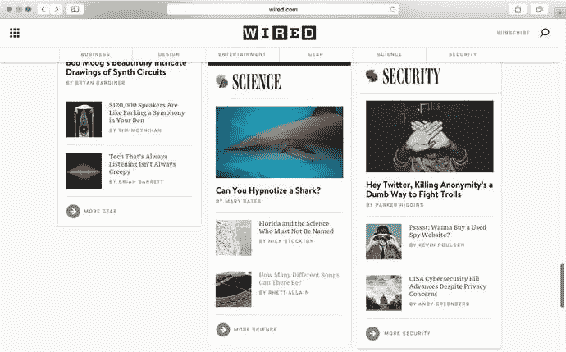 wired.com
WIRED
SUBSCRIBE
BUSINESS
DESIGN
ENTERTAINMENT
GEAR
SCIENCE
SECURITY
Bob Moog's Beautifully Intricate
Drawings of Synth Circuits
BY BRYAN GARDINER
Speakers Are
Like Parking a Symphony
in Your Den
BY TIM MOYNIHAN
Tech That's Always
Listening Isn't Always
Creepy
BY BRIAN BARRETT
MORE GEAR
SCIENCE
Can You Hypnotize a Shark?
BY MARY BATES
Florida and the Science
Who Must Not Be Named
BY NICK STOCKTON
How Many Different Songs
Can There Be?
BY RHETT ALLAIN
MORE SCIENCE
SECURITY
Hey Twitter, Killing Anonymity's a
Dumb Way to Fight Trolls
BY PARKER HIGGINS
Psssst: Wanna Buy a Used
Spy Website?
BY KEVIN POULSEN
CISA Cybersecurity Bill
Advances Despite Privacy
Concerns
BY ANDY GREENBERG
MORE SECURITY